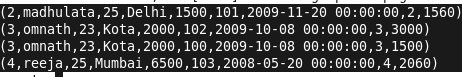 (2,madhulata,25,Delhi,1500,101,2009-11-20 00:00:00,2,1560)
(3,omnath,23,Kota,2000,102,2009-10-08 00:00:00,3,3000)
(3,omnath,23,Kota,2000,100,2009-10-08 00:00:00,3,1500)
(4,reeja,25,Mumbai,6500,103,2008-05-20 00:00:00,4,2060)